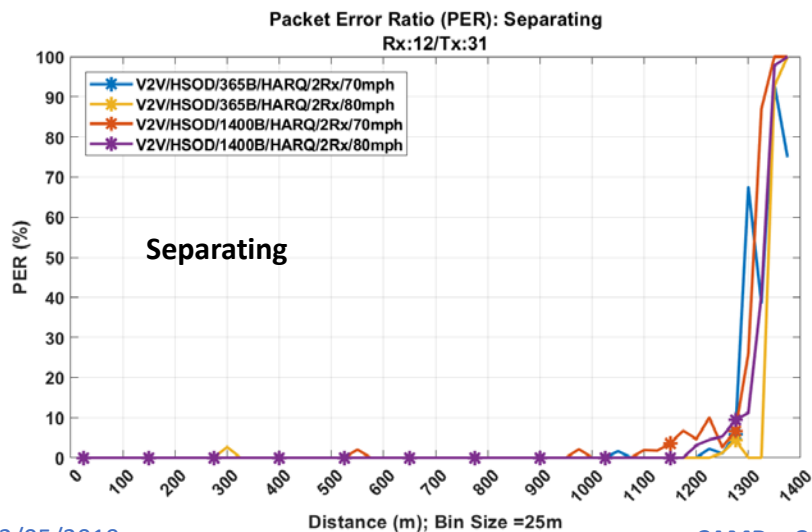 Packet Error Ratio (PER): Separating
Rx:12/Tx:31
V2V/HSOD/365B/HARQ/2Rx/70mph
V2V/HSOD/365B/HARQ/2Rx/80mph
V2V/HSOD/1400B/HARQ/2Rx/70mph
V2V/HSOD/1400B/HARQ/2Rx/80mph
Separating
PER (%)
100
90
80
70
60
50
40
30
20
10
0
0 100 200 300 400 500 600 700 800 900 1000 1100 1200 1300 1400
Distance (m); Bin Size =25m